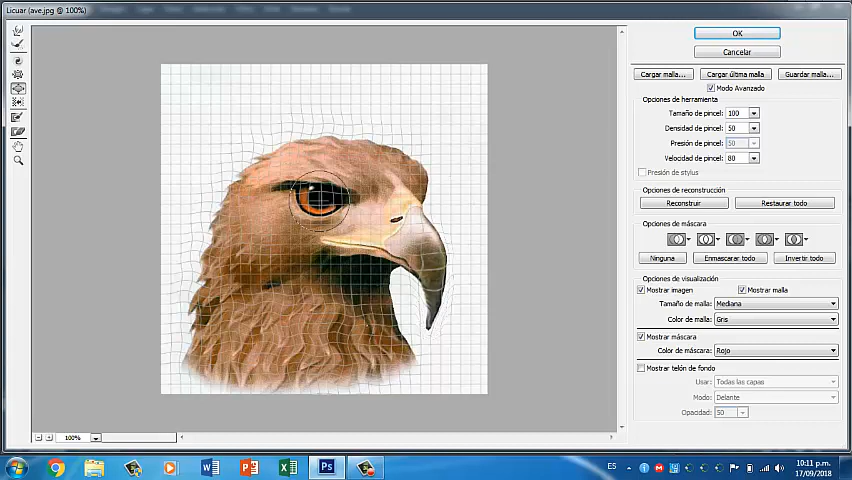 Licuar (ave.jpg @ 100%)
OK
Cancelar
Cargar malla... Cargar última malla Guardar malla...
Modo Avanzado
Opciones de herramienta
Tamaño de pincel: 100
Densidad de pincel: 50
Presión de pincel: 50
Velocidad de pincel: 80
Presión de stylus
Opciones de reconstrucción
Reconstruir Restaurar todo
Opciones de máscara
Ninguna Enmascarar todo Invertir todo
Opciones de visualización
Mostrar imagen Mostrar malla
Tamaño de malla: Mediana
Color de malla: Gris
Mostrar máscara
Color de máscara: Rojo
Mostrar telón de fondo
Usar: Todas las capas
Modo: Delante
Opacidad: 50
100%
ES
10:11 p.m.
17/09/2018